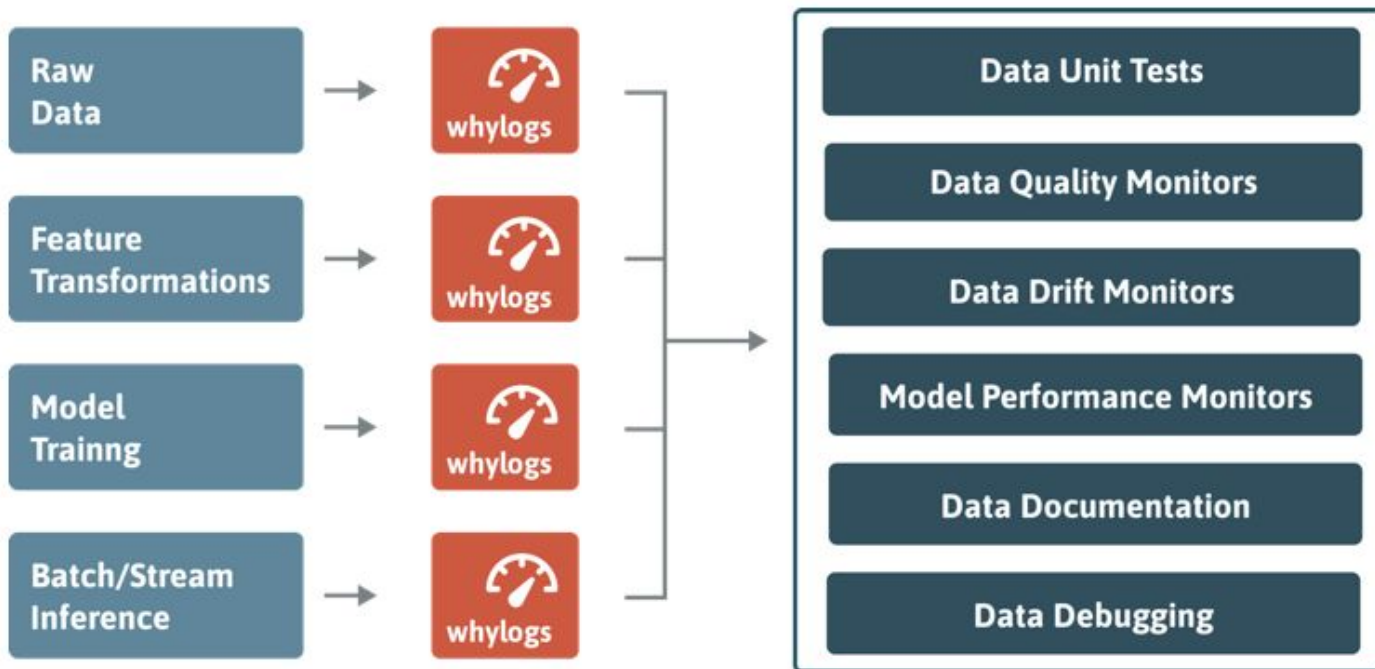 Raw
Data
whylogs
Feature
Transformations
whylogs
Model
Trainng
whylogs
Batch/Stream
Inference
whylogs
Data Unit Tests
Data Quality Monitors
Data Drift Monitors
Model Performance Monitors
Data Documentation
Data Debugging